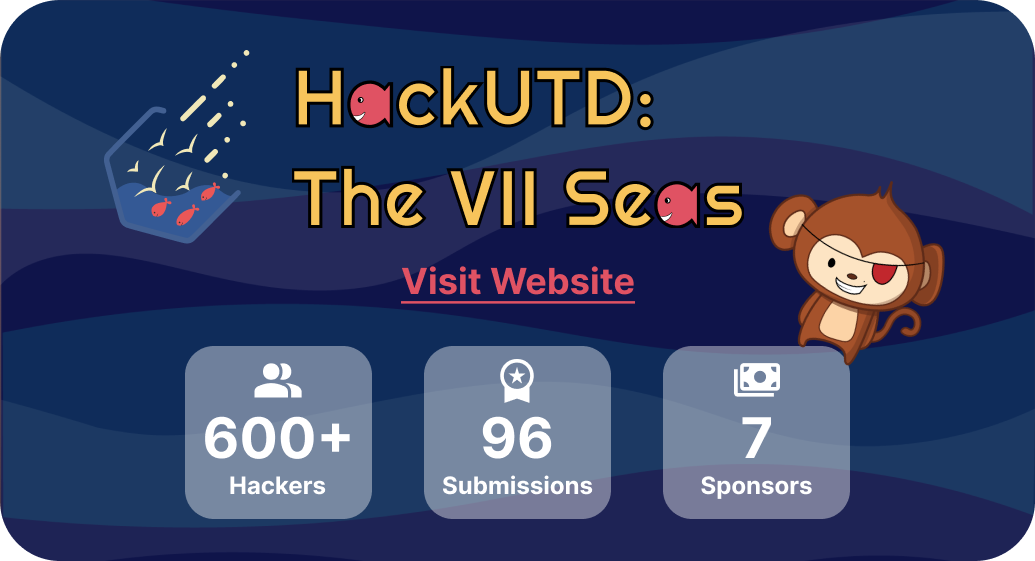 HackUTD:
The VII Seas
Visit Website
600+
Hackers
96
Submissions
7
Sponsors